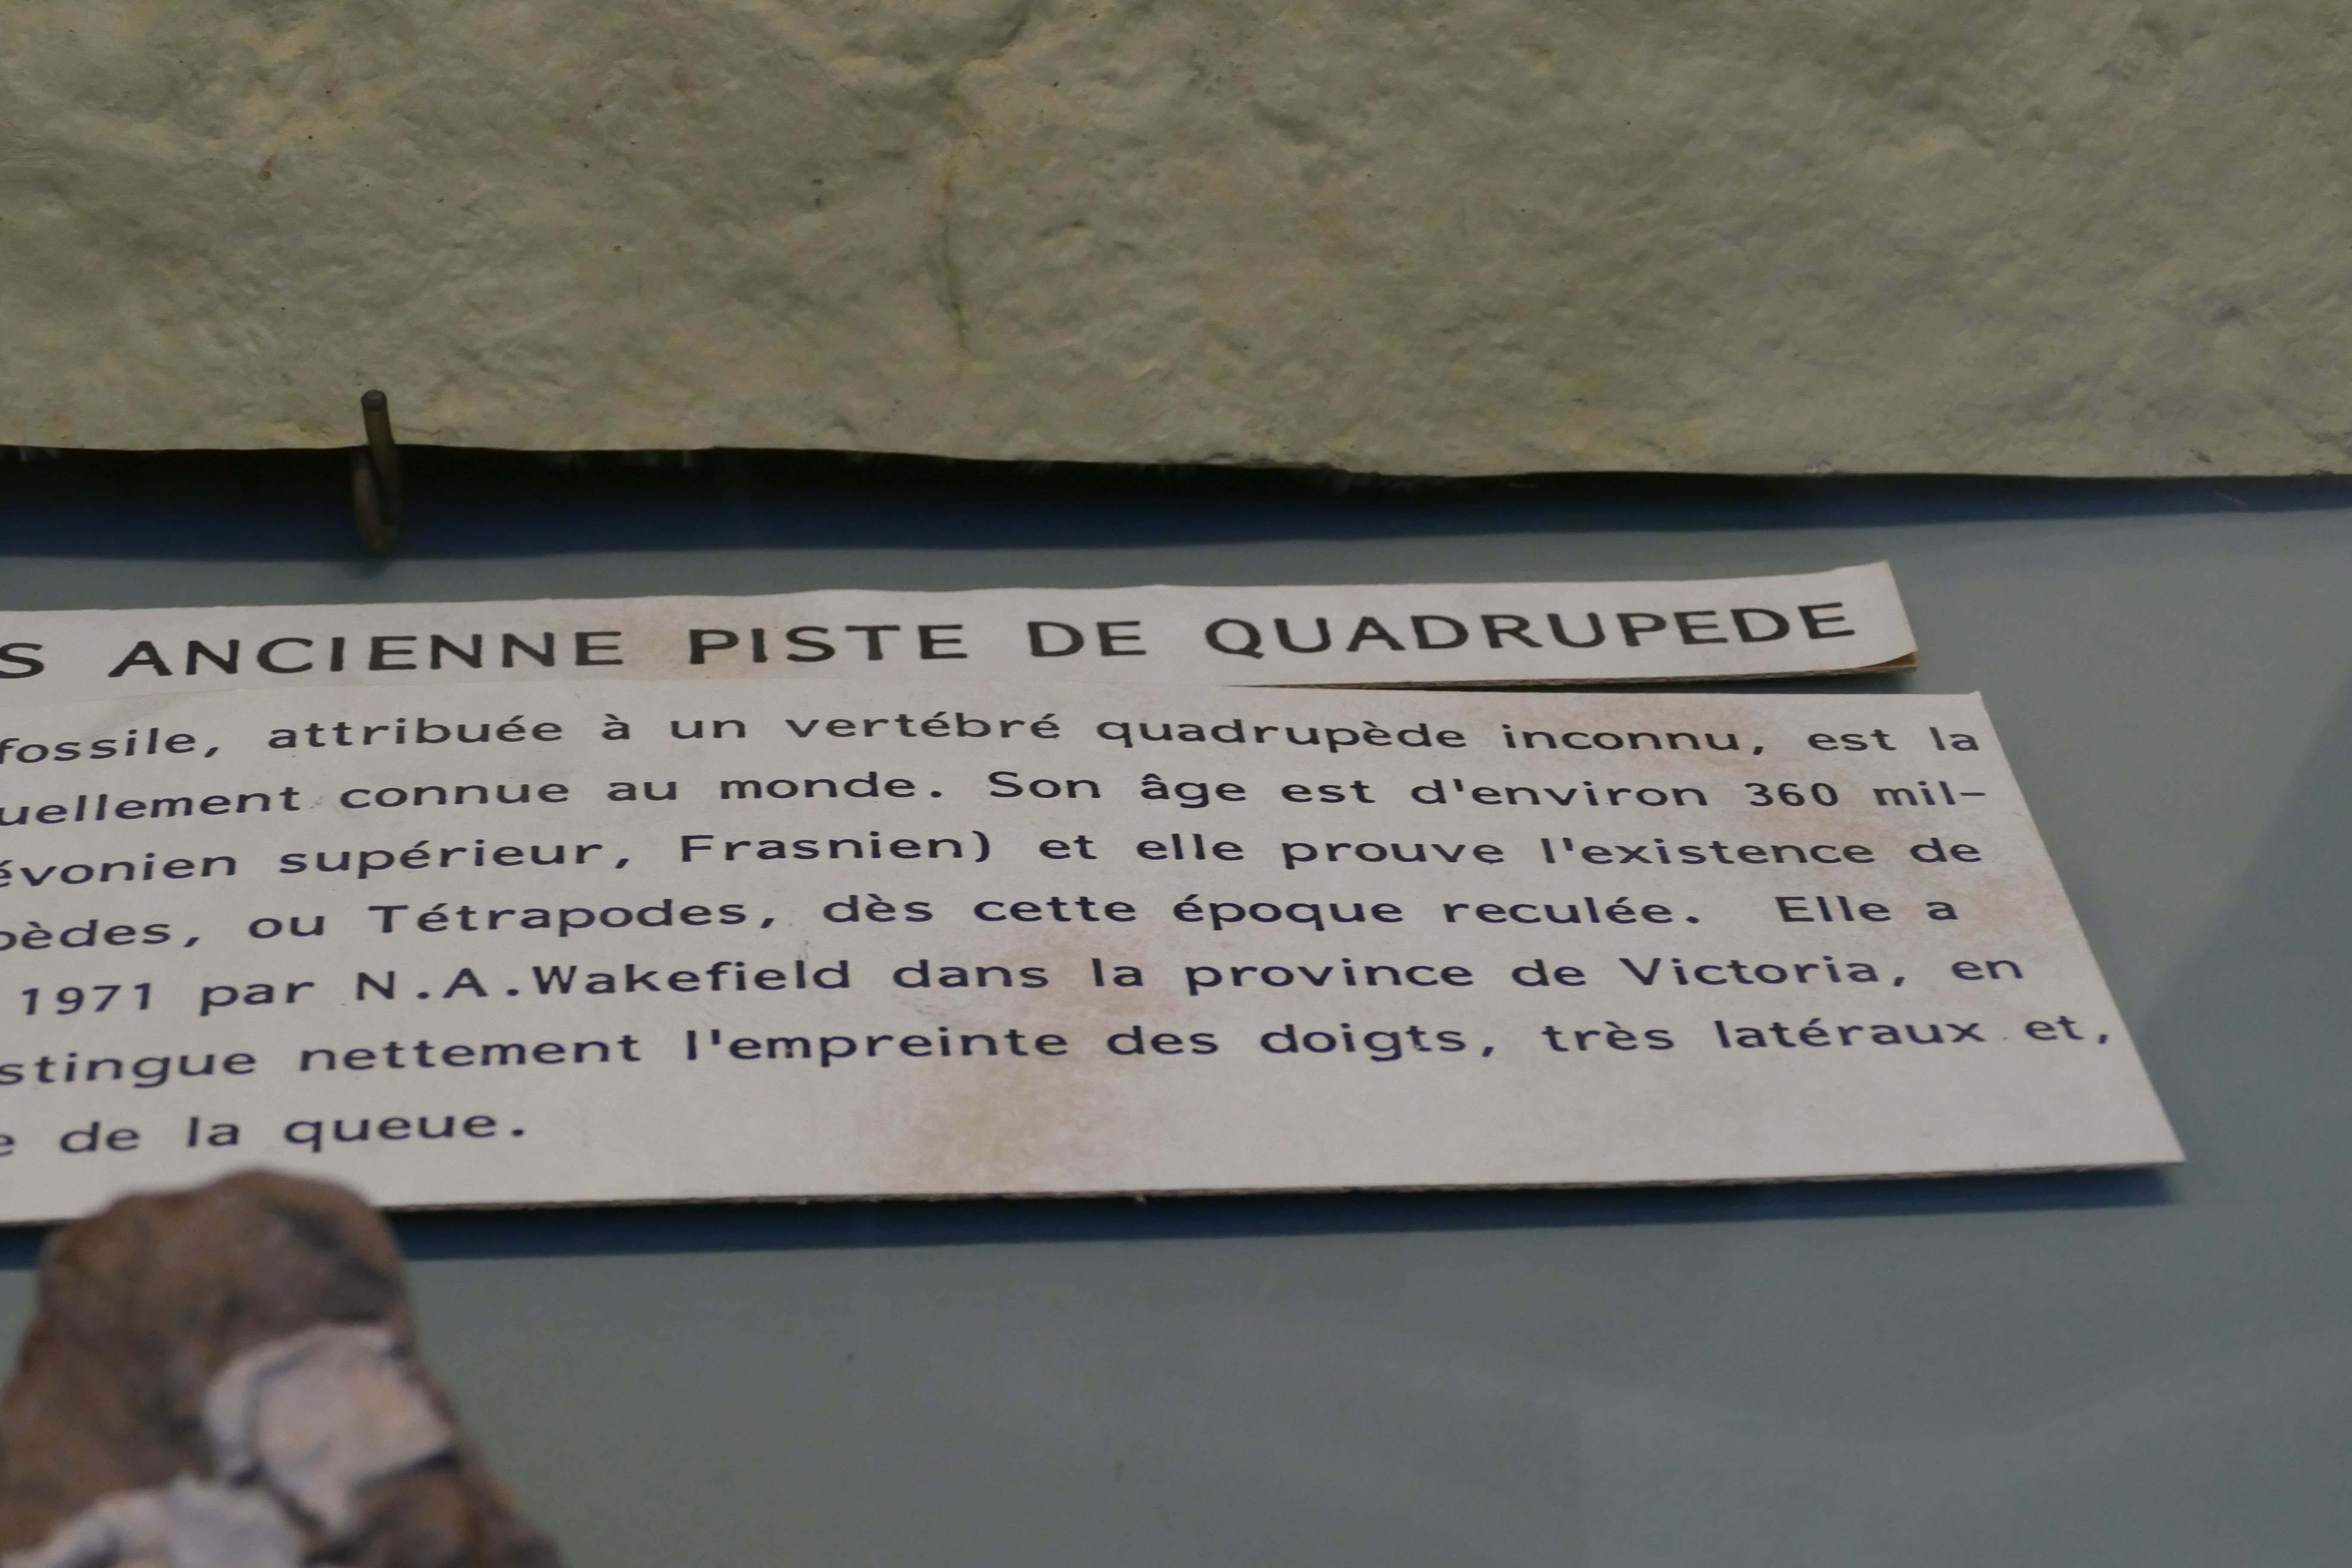 S ANCIENNE PISTE DE QUADRUPEDE
fossile, attribuée à un vertébré quadrupède inconnu, est la
uellement connue au monde. Son âge est d'environ 360 mil-
évonien supérieur, Frasnien) et elle prouve l'existence de
pèdes, ou Tétrapodes, dès cette époque reculée. Elle a
1971 par N.A.Wakefield dans la province de Victoria, en
stingue nettement l'empreinte des doigts, très latéraux et,
e de la queue.